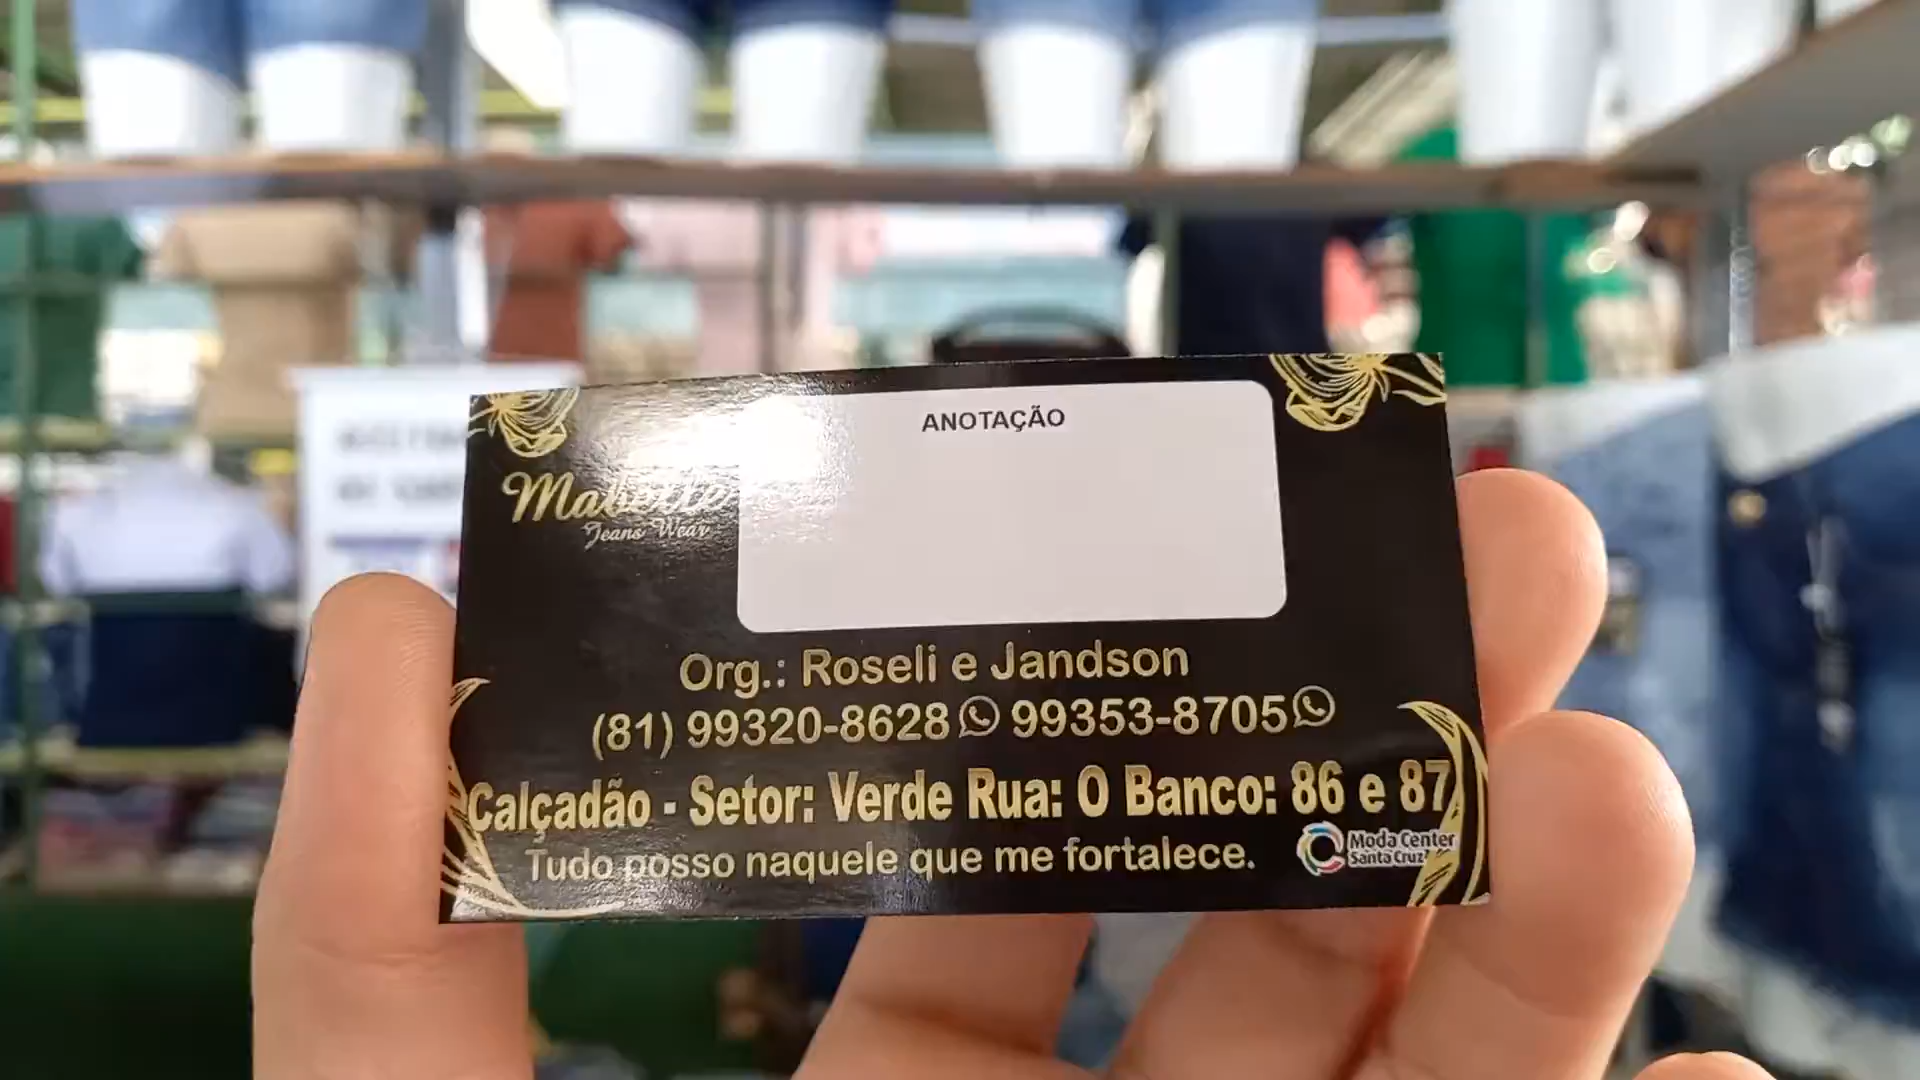 ANOTAÇÃO
Jeans Wear
Org.: Roseli e Jandson
(81) 99320-8628 99353-8705
Calçadão - Setor: Verde Rua: O Banco: 86 e 87
Tudo posso naquele que me fortalece.
Moda Center
Santa Cruz